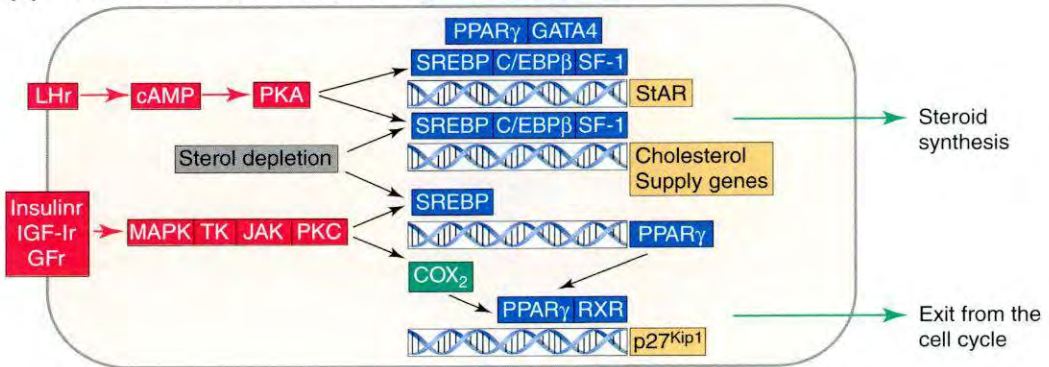 PPARγ GATA4
SREBP C/EBPβ SF-1
LHr cAMP PKA
StAR
SREBP C/EBPβ SF-1
Steroid
synthesis
Sterol depletion
Cholesterol
Supply genes
SREBP
Insulinr
IGF-Ir
GFr
MAPK TK JAK PKC
PPARγ
COX₂
PPARγ RXR
Exit from the
cell cycle
p27ᴷⁱᵖ¹